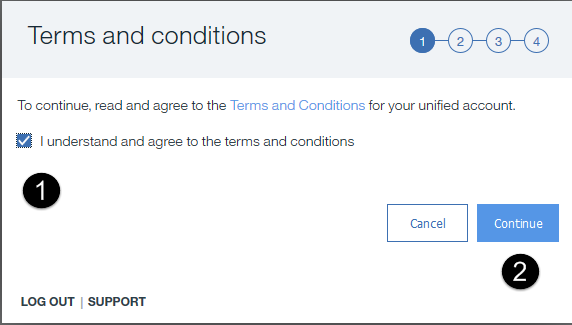 Terms and conditions
1 2 3 4
To continue, read and agree to the Terms and Conditions for your unified account.
I understand and agree to the terms and conditions
1
Cancel Continue
2
LOG OUT | SUPPORT